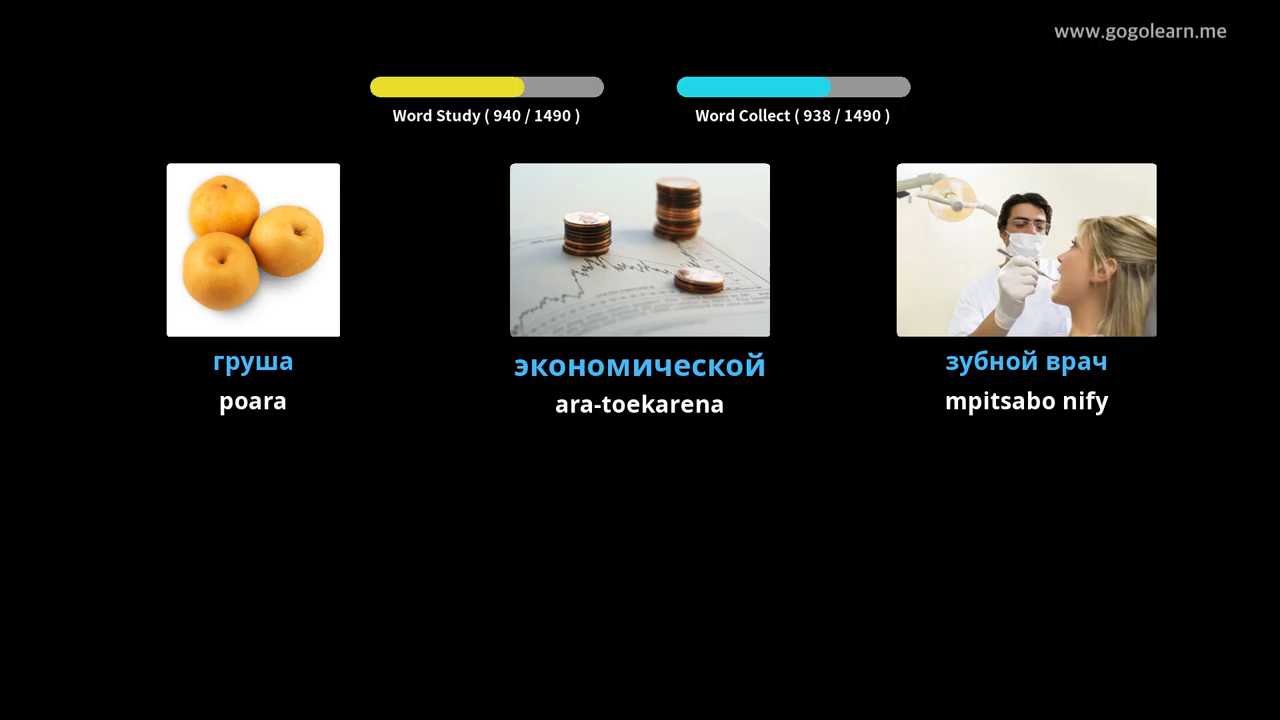 www.gogolearn.me
Word Study ( 940 / 1490 )
Word Collect ( 938 / 1490 )
груша
poara
экономической
ara-toekarena
зубной врач
mpitsabo nify